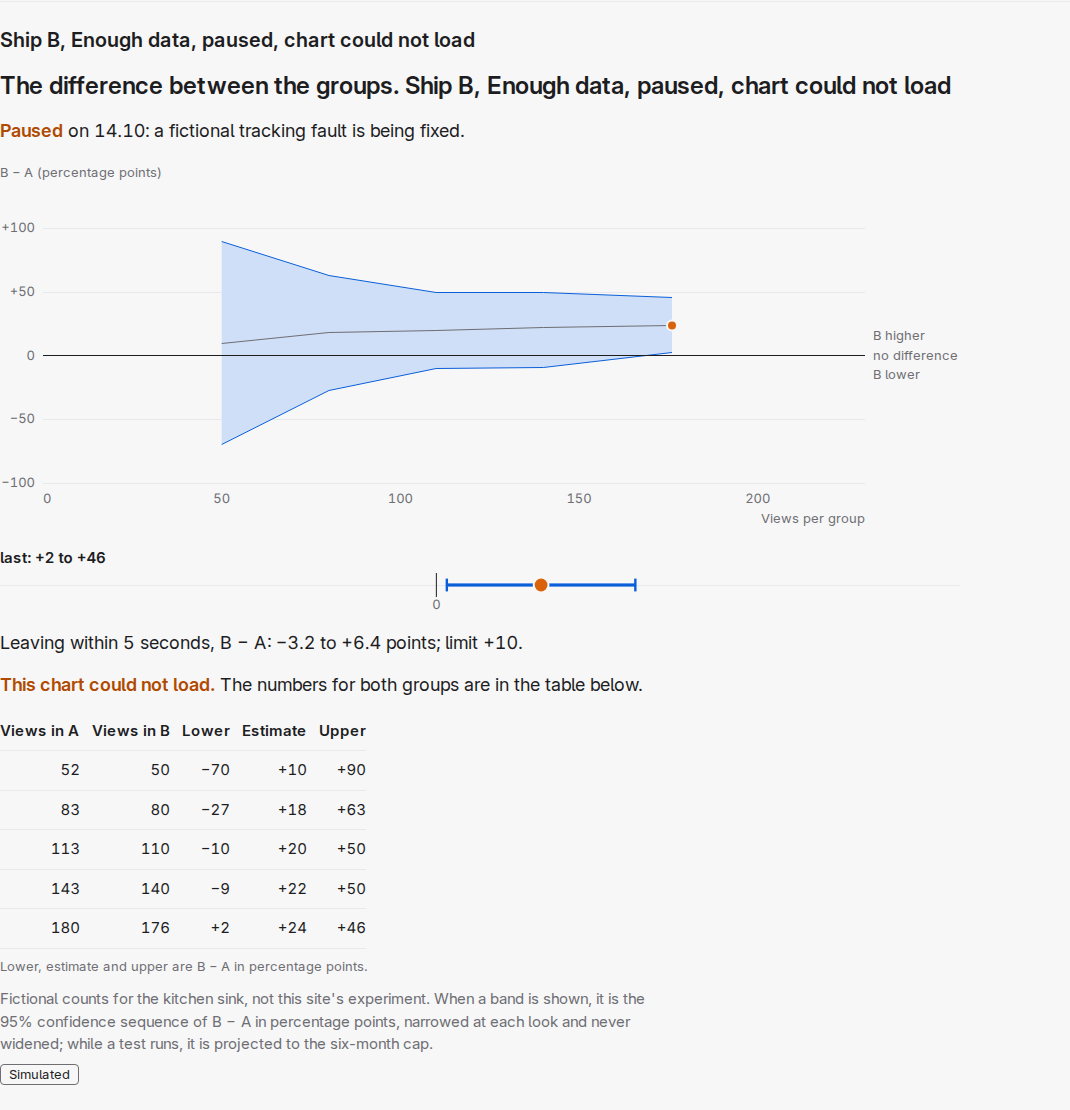 Ship B, Enough data, paused, chart could not load
The difference between the groups. Ship B, Enough data, paused, chart could not load
Paused on 14.10: a fictional tracking fault is being fixed.
B − A (percentage points)
+100
+50
0
−50
−100
B higher
no difference
B lower
0 50 100 150 200
Views per group
last: +2 to +46
0
Leaving within 5 seconds, B − A: −3.2 to +6.4 points; limit +10.
This chart could not load. The numbers for both groups are in the table below.
Views in A Views in B Lower Estimate Upper
52 50 −70 +10 +90
83 80 −27 +18 +63
113 110 −10 +20 +50
143 140 −9 +22 +50
180 176 +2 +24 +46
Lower, estimate and upper are B − A in percentage points.
Fictional counts for the kitchen sink, not this site's experiment. When a band is shown, it is the
95% confidence sequence of B − A in percentage points, narrowed at each look and never
widened; while a test runs, it is projected to the six-month cap.
Simulated